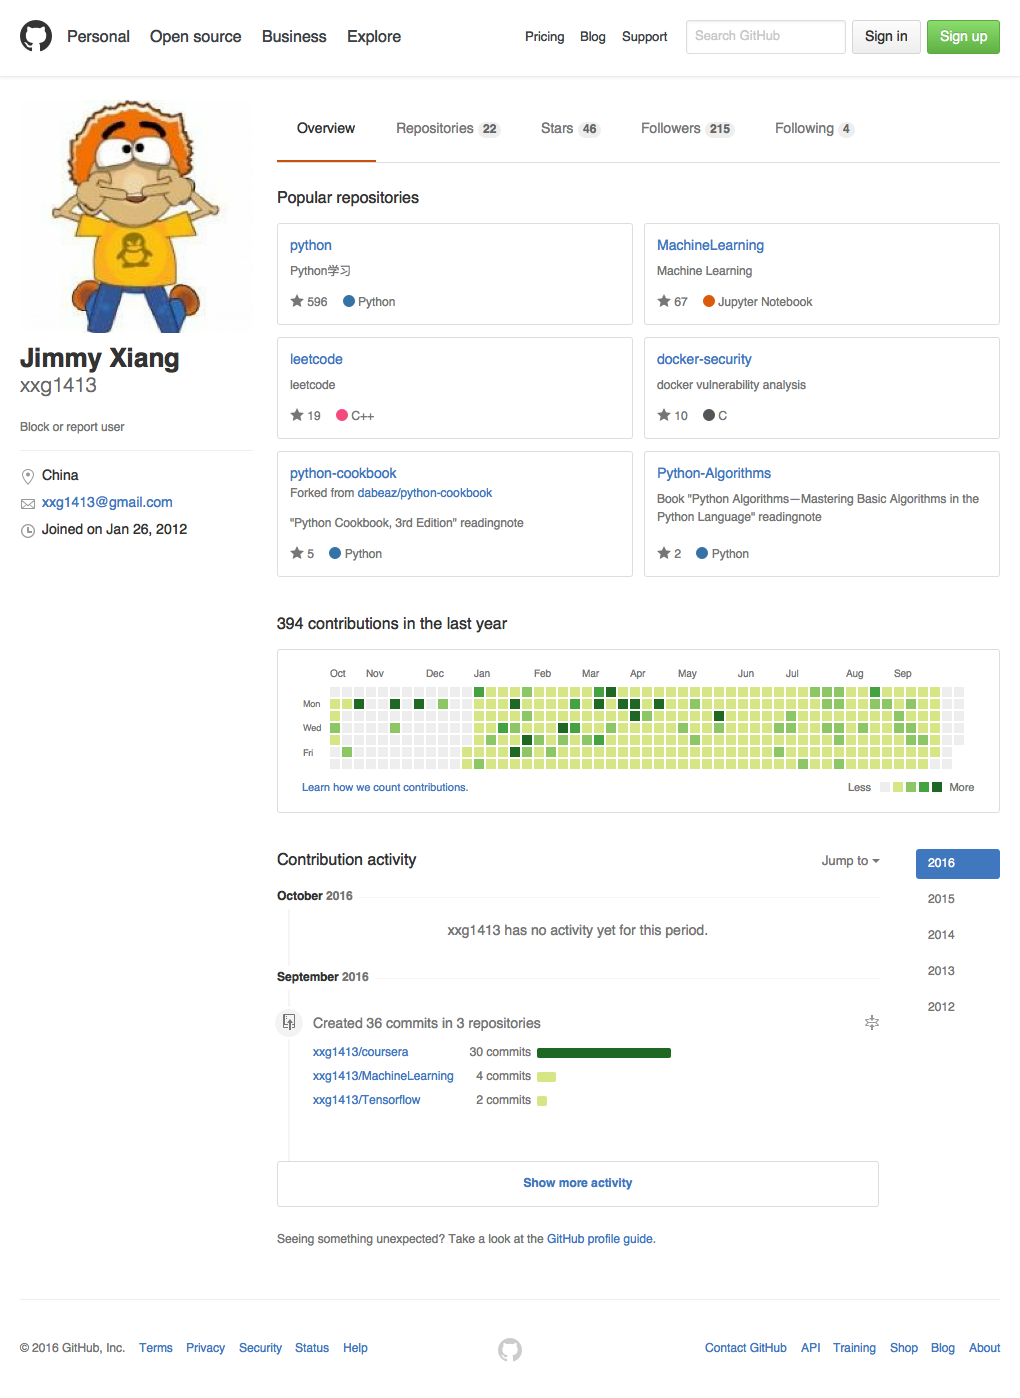 Personal Open source Business Explore Pricing Blog Support Search GitHub Sign in Sign up
Overview Repositories 22 Stars 46 Followers 215 Following 4
Jimmy Xiang
xxg1413
Block or report user
China
xxg1413@gmail.com
Joined on Jan 26, 2012
Popular repositories
python
Python学习
596 Python
MachineLearning
Machine Learning
67 Jupyter Notebook
leetcode
leetcode
19 C++
docker-security
docker vulnerability analysis
10 C
python-cookbook
Forked from dabeaz/python-cookbook
"Python Cookbook, 3rd Edition" readingnote
5 Python
Python-Algorithms
Book "Python Algorithms—Mastering Basic Algorithms in the
Python Language" readingnote
2 Python
394 contributions in the last year
Oct Nov Dec Jan Feb Mar Apr May Jun Jul Aug Sep
Mon
Wed
Fri
Learn how we count contributions. Less More
Contribution activity Jump to
2016
2015
2014
2013
2012
October 2016
xxg1413 has no activity yet for this period.
September 2016
Created 36 commits in 3 repositories
xxg1413/coursera 30 commits
xxg1413/MachineLearning 4 commits
xxg1413/Tensorflow 2 commits
Show more activity
Seeing something unexpected? Take a look at the GitHub profile guide.
© 2016 GitHub, Inc. Terms Privacy Security Status Help Contact GitHub API Training Shop Blog About